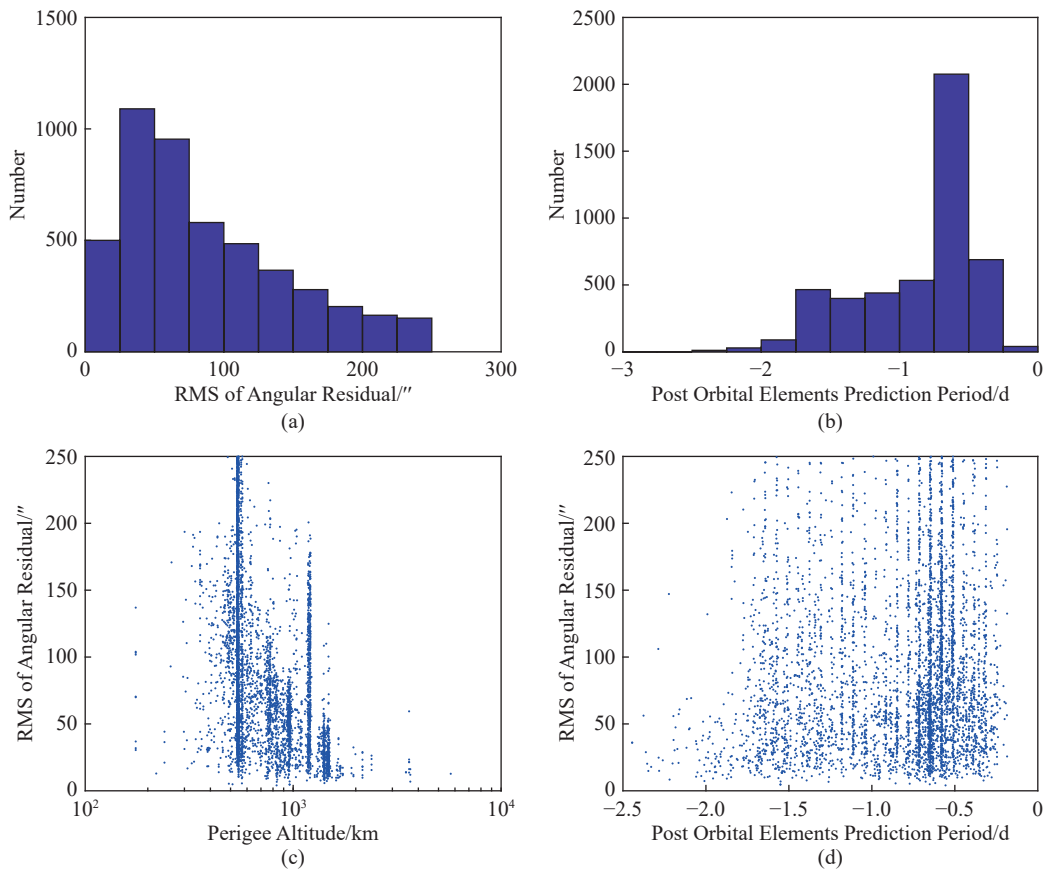 1500
1000
500
0
Number
0 100 200 300
RMS of Angular Residual/″
(a)
2500
2000
1500
1000
500
0
Number
−3 −2 −1 0
Post Orbital Elements Prediction Period/d
(b)
250
200
150
100
50
0
RMS of Angular Residual/″
10² 10³ 10⁴
Perigee Altitude/km
(c)
250
200
150
100
50
0
RMS of Angular Residual/″
−2.5 −2.0 −1.5 −1.0 −0.5 0
Post Orbital Elements Prediction Period/d
(d)